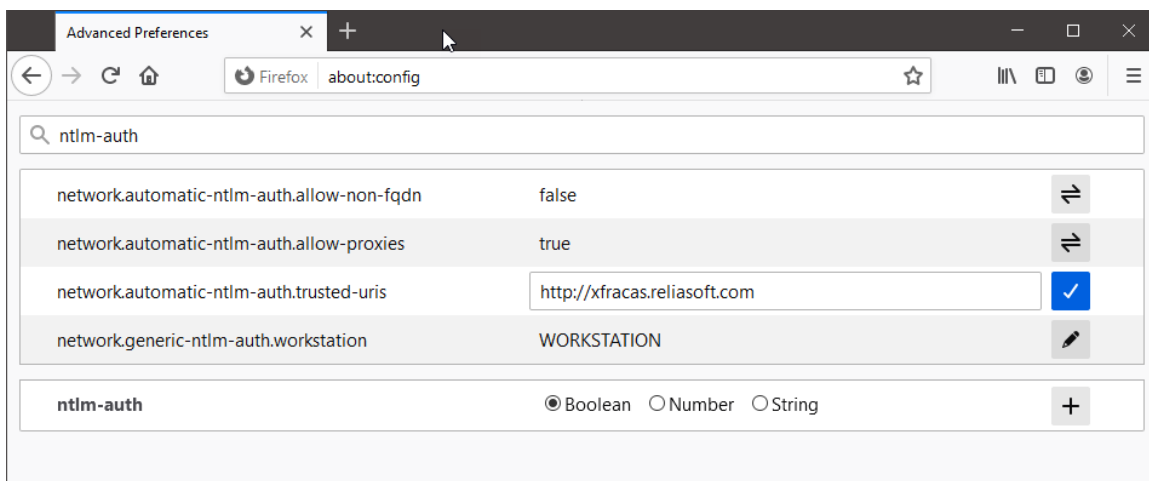 Advanced Preferences
Firefox about:config
ntlm-auth
network.automatic-ntlm-auth.allow-non-fqdn false
network.automatic-ntlm-auth.allow-proxies true
network.automatic-ntlm-auth.trusted-uris http://xfracas.reliasoft.com
network.generic-ntlm-auth.workstation WORKSTATION
ntlm-auth Boolean Number String